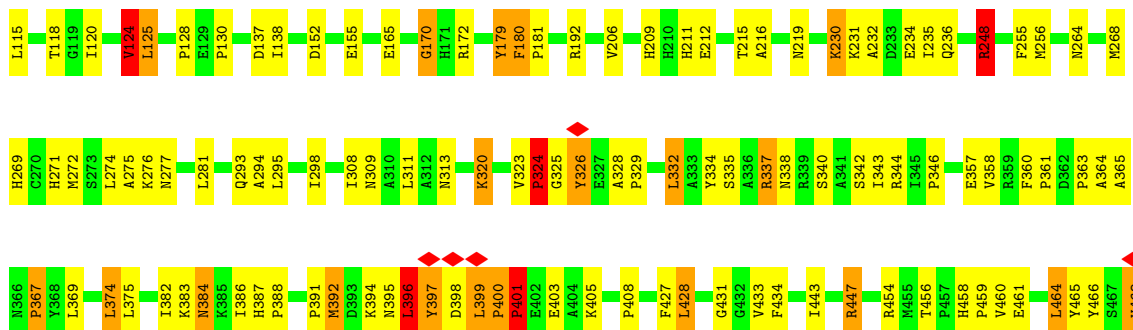 L115 T118 G119 I120 V124 L125 P128 E129 P130 D137 I138 D152 E155 E165 G170 H171 R172 Y179 F180 P181 R192 V206 H209 H210 H211 E212 T215 A216 N219 K230 K231 A232 D233 E234 I235 Q236 R248 F255 M256 N264 M268
H269 C270 H271 M272 S273 L274 A275 K276 N277 L281 Q293 A294 L295 I298 I308 N309 A310 L311 A312 N313 K320 V323 P324 G325 Y326 E327 A328 P329 L332 A333 Y334 S335 A336 R337 N338 R339 S340 A341 S342 I343 R344 I345 P346 E357 V358 R359 F360 P361 D362 P363 A364 A365
N366 P367 Y368 L369 L374 L375 I382 K383 N384 K385 I386 H387 P388 P391 M392 D393 K394 N395 L396 Y397 D398 L399 P400 P401 E402 E403 A404 K405 P408 F427 L428 G431 G432 V433 F434 I443 R447 R454 M455 T456 P457 H458 P459 V460 E461 L464 Y465 Y466 S467